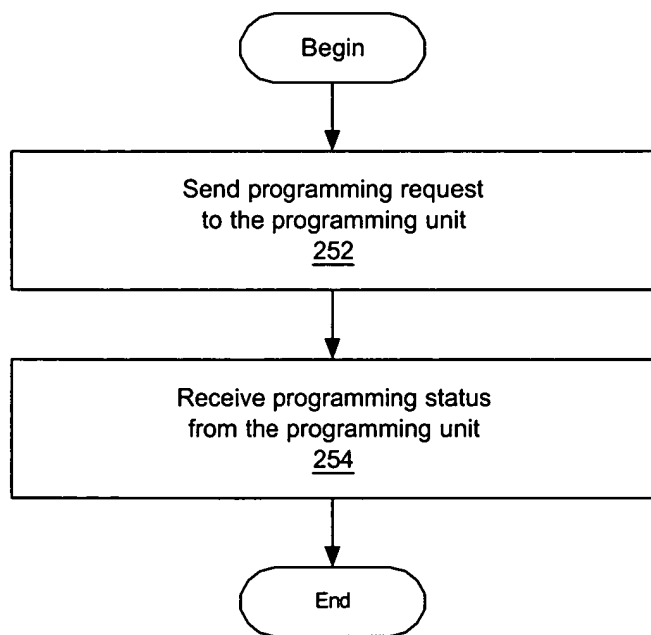 Begin
Send programming request
to the programming unit
252
Receive programming status
from the programming unit
254
End